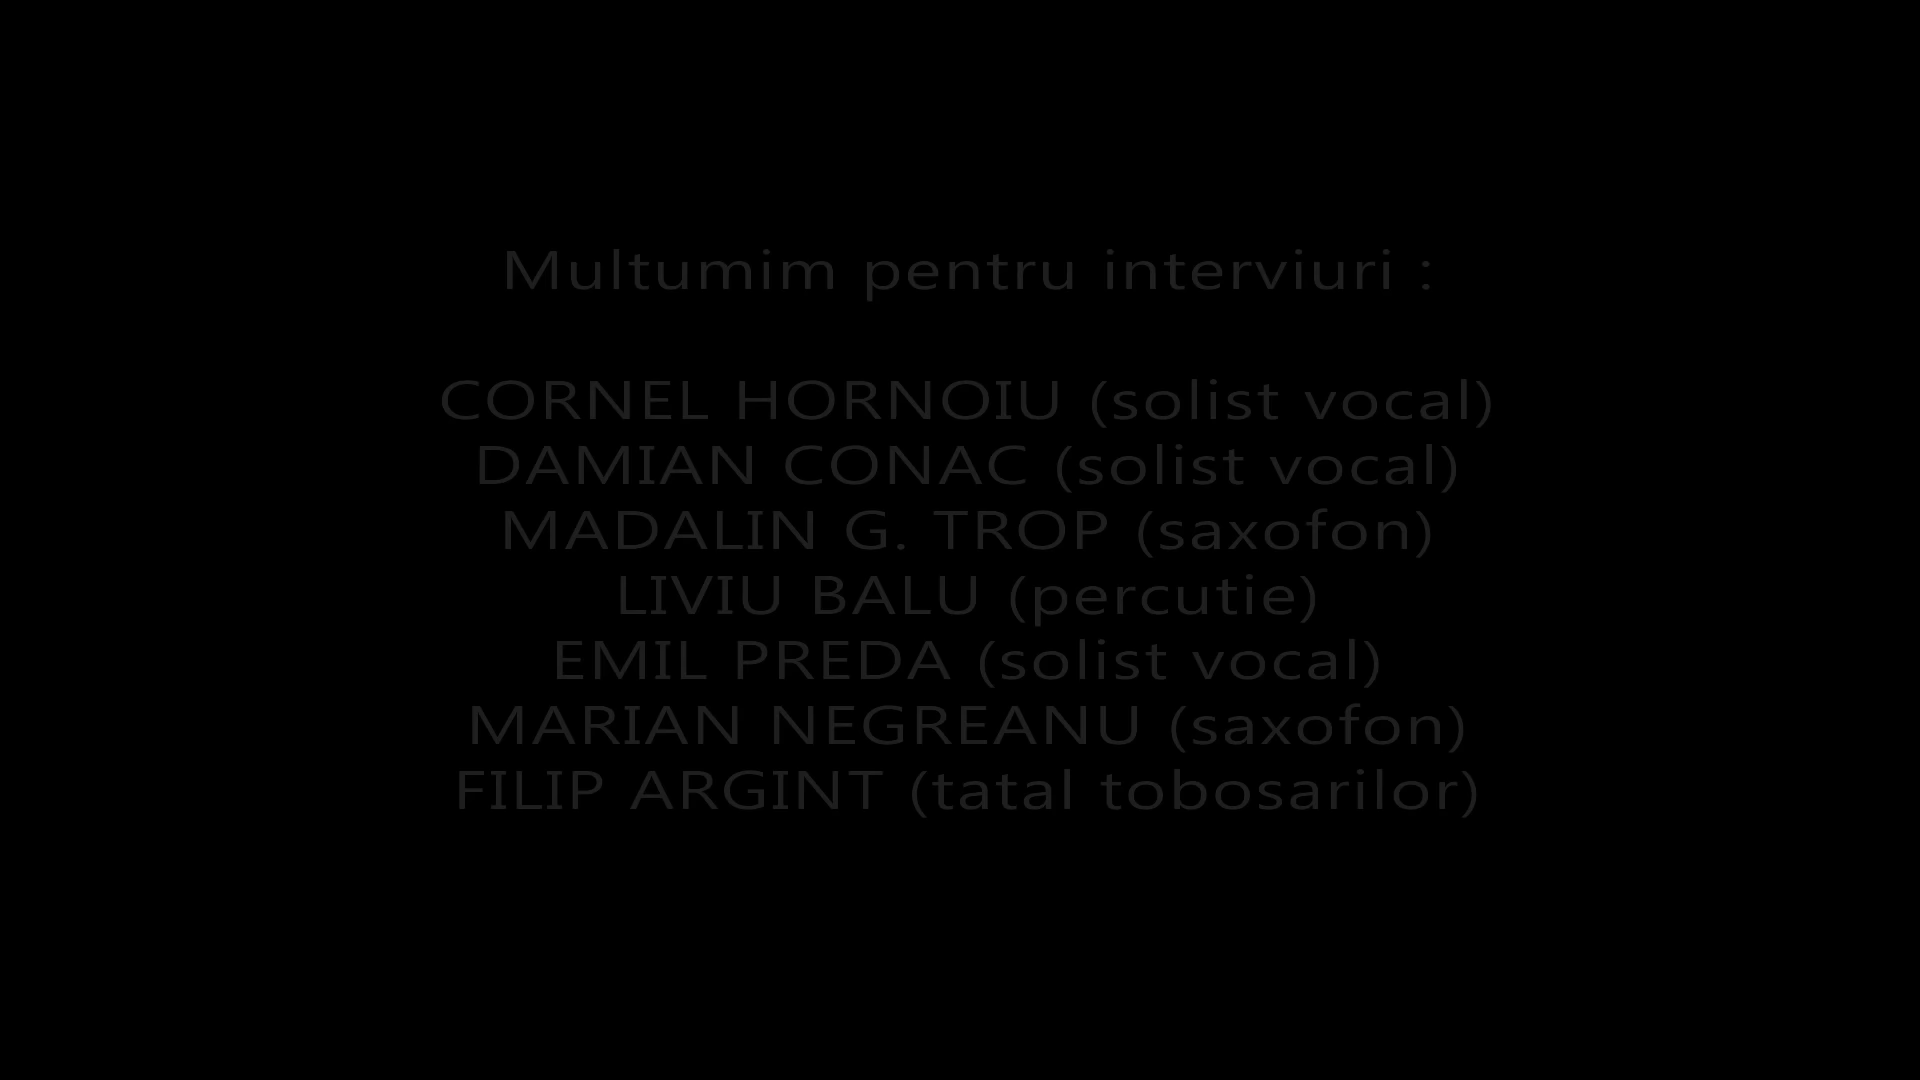 Multumim pentru interviuri :
CORNEL HORNOIU (solist vocal)
DAMIAN CONAC (solist vocal)
MADALIN G. TROP (saxofon)
LIVIU BALU (percutie)
EMIL PREDA (solist vocal)
MARIAN NEGREANU (saxofon)
FILIP ARGINT (tatal tobosarilor)